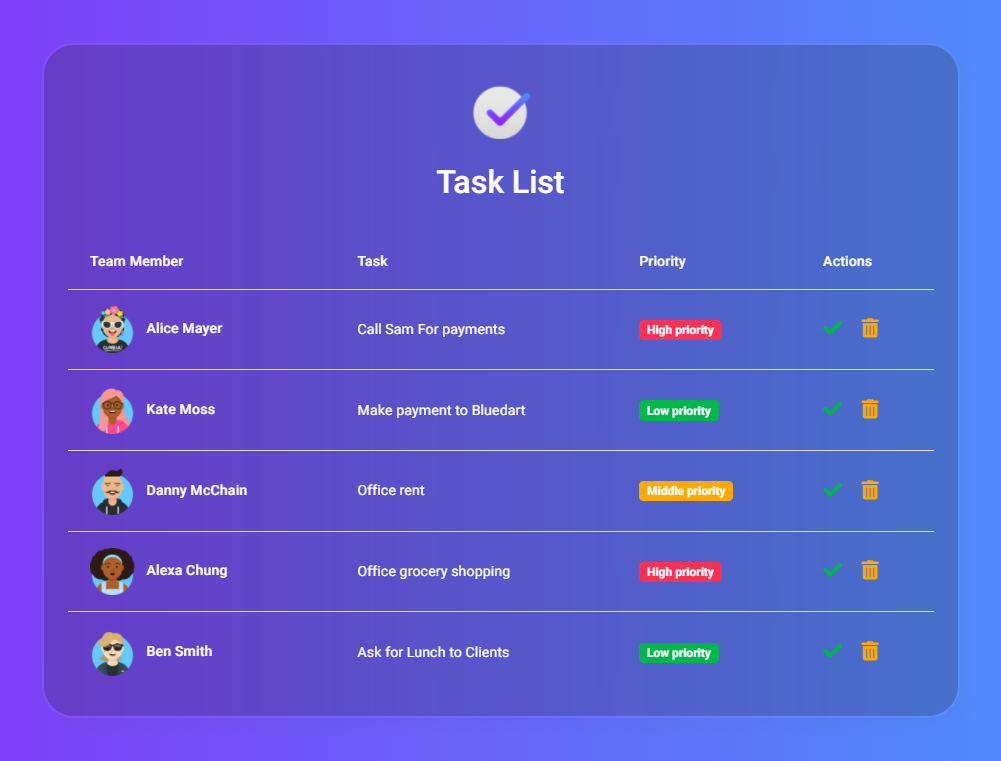 Task List
Team Member Task Priority Actions
Alice Mayer Call Sam For payments High priority
Kate Moss Make payment to Bluedart Low priority
Danny McChain Office rent Middle priority
Alexa Chung Office grocery shopping High priority
Ben Smith Ask for Lunch to Clients Low priority